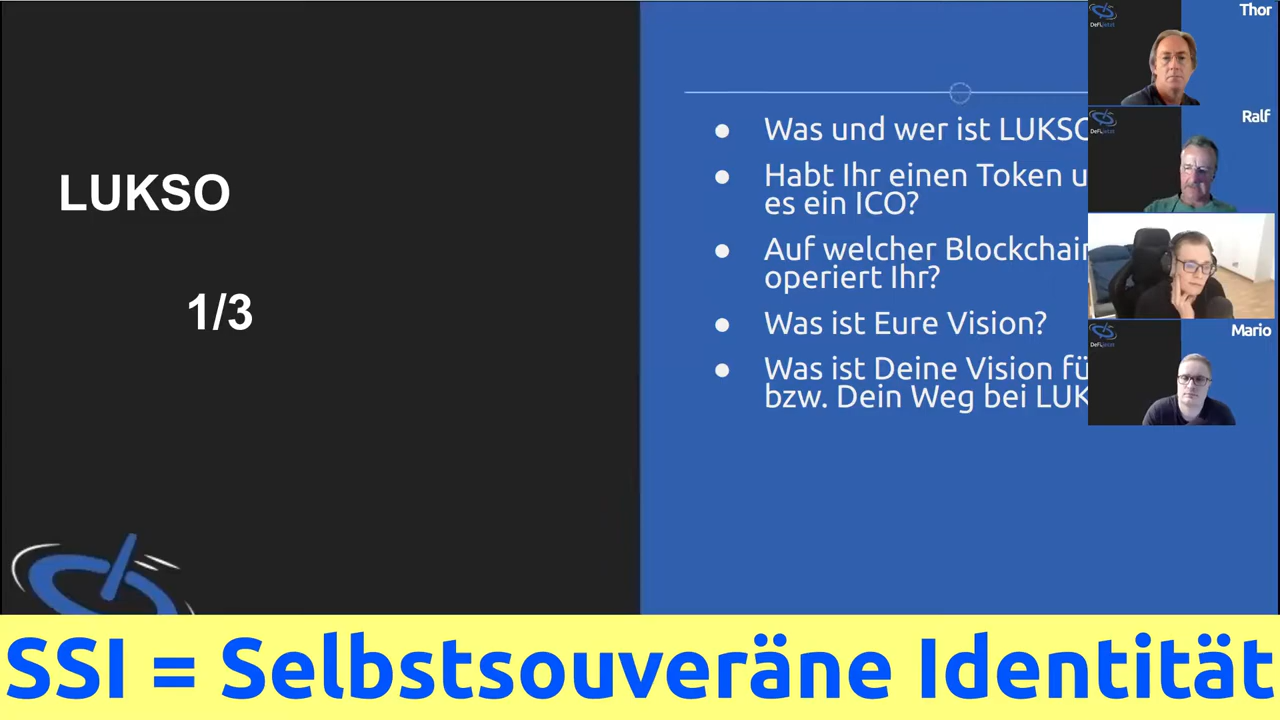 LUKSO
1/3
Was und wer ist LUKSO
Habt Ihr einen Token u
es ein ICO?
Auf welcher Blockchain
operiert Ihr?
Was ist Eure Vision?
Was ist Deine Vision fü
bzw. Dein Weg bei LUK
Thor
Ralf
Mario
SSI = Selbstsouveräne Identität